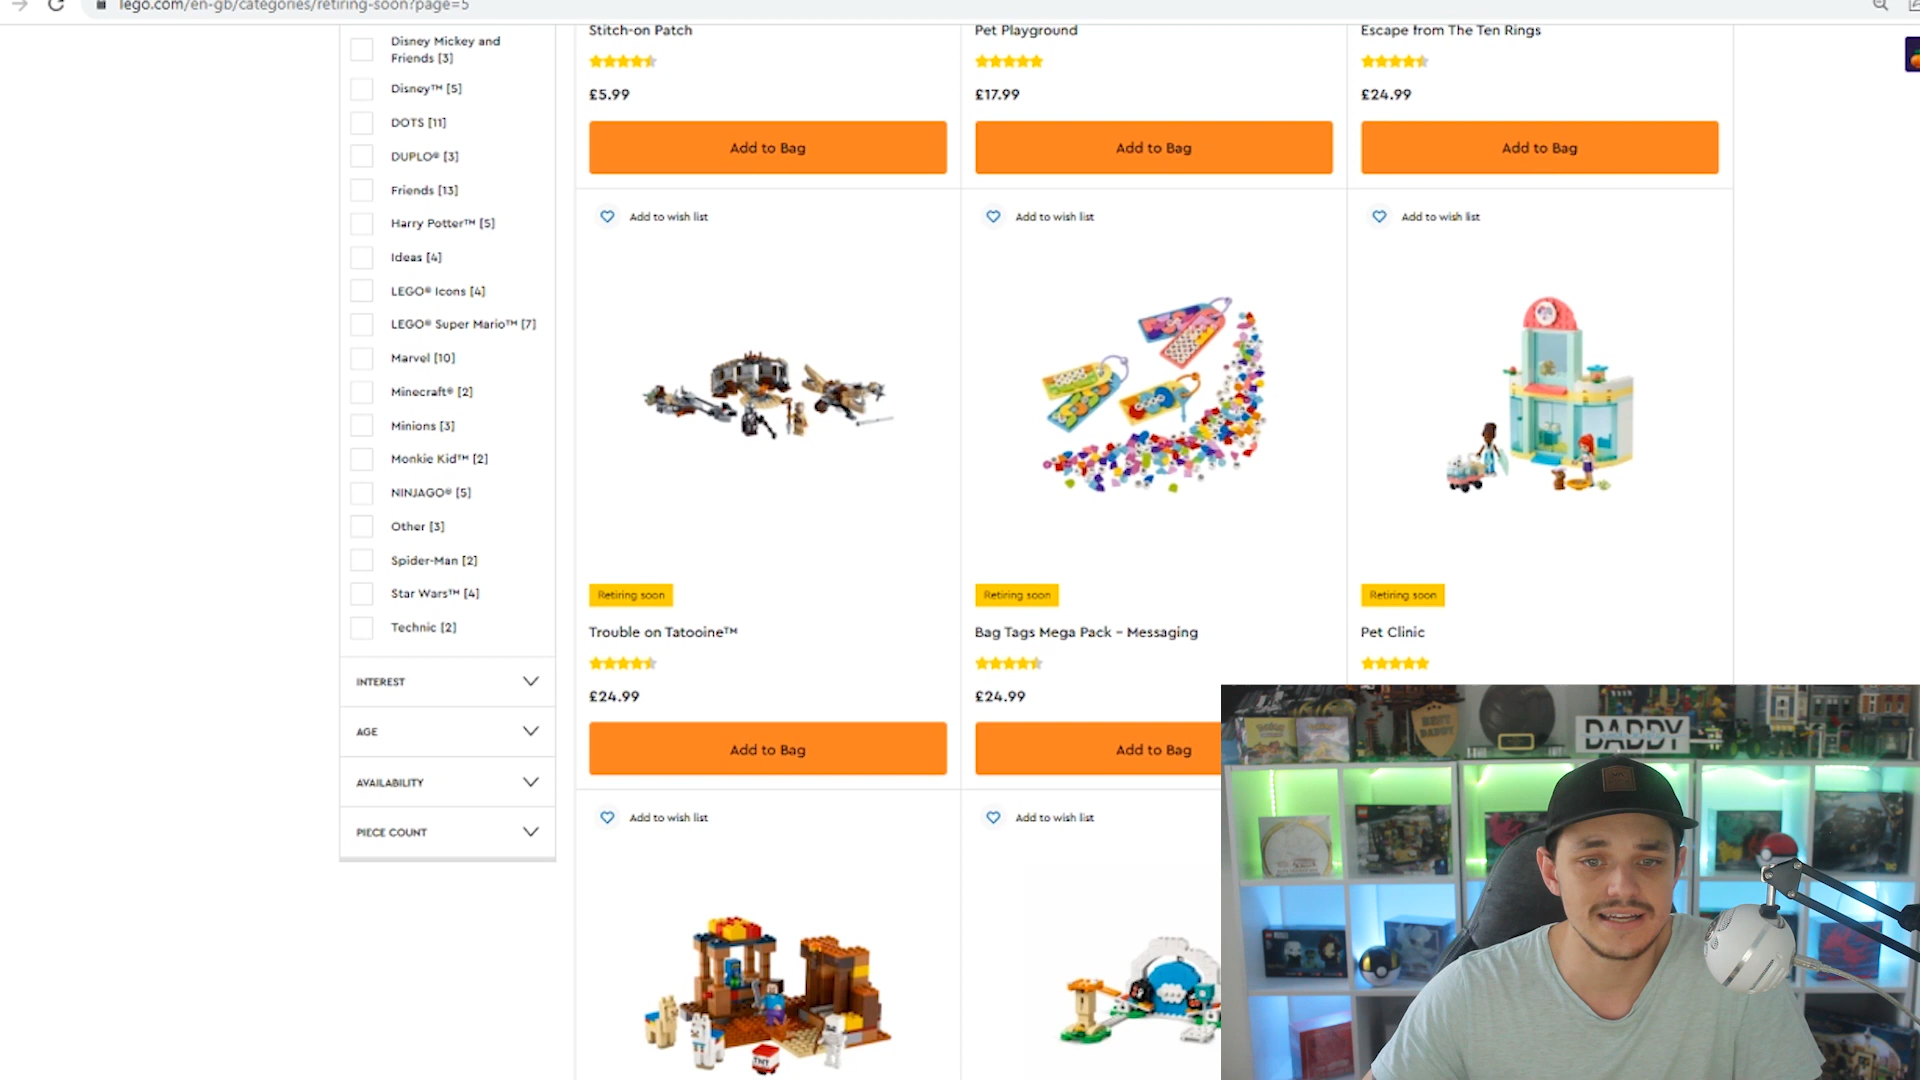 lego.com/en-gb/categories/retiring-soon?page=5
Disney Mickey and
Friends [3]
Disney™ [5]
DOTS [11]
DUPLO® [3]
Friends [13]
Harry Potter™ [5]
Ideas [4]
LEGO® Icons [4]
LEGO® Super Mario™ [7]
Marvel [10]
Minecraft® [2]
Minions [3]
Monkie Kid™ [2]
NINJAGO® [5]
Other [3]
Spider-Man [2]
Star Wars™ [4]
Technic [2]
INTEREST
AGE
AVAILABILITY
PIECE COUNT
Stitch-on Patch
£5.99
Add to Bag
Pet Playground
£17.99
Add to Bag
Escape from The Ten Rings
£24.99
Add to Bag
Add to wish list
Retiring soon
Trouble on Tatooine™
£24.99
Add to Bag
Add to wish list
Retiring soon
Bag Tags Mega Pack - Messaging
£24.99
Add to Bag
Add to wish list
Retiring soon
Pet Clinic
Add to wish list
TNT
Add to wish list
BEST
DADDY
DADDY